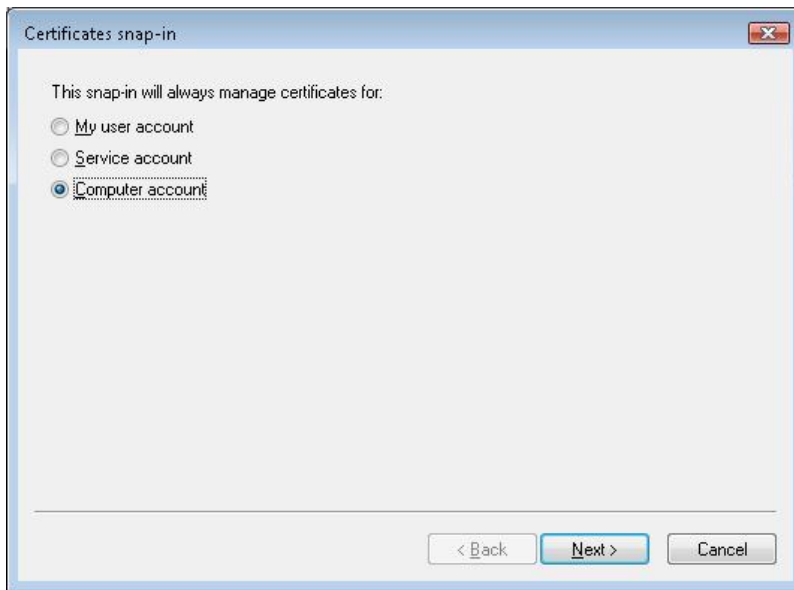 Certificates snap-in
This snap-in will always manage certificates for:
My user account
Service account
Computer account
< Back
Next >
Cancel